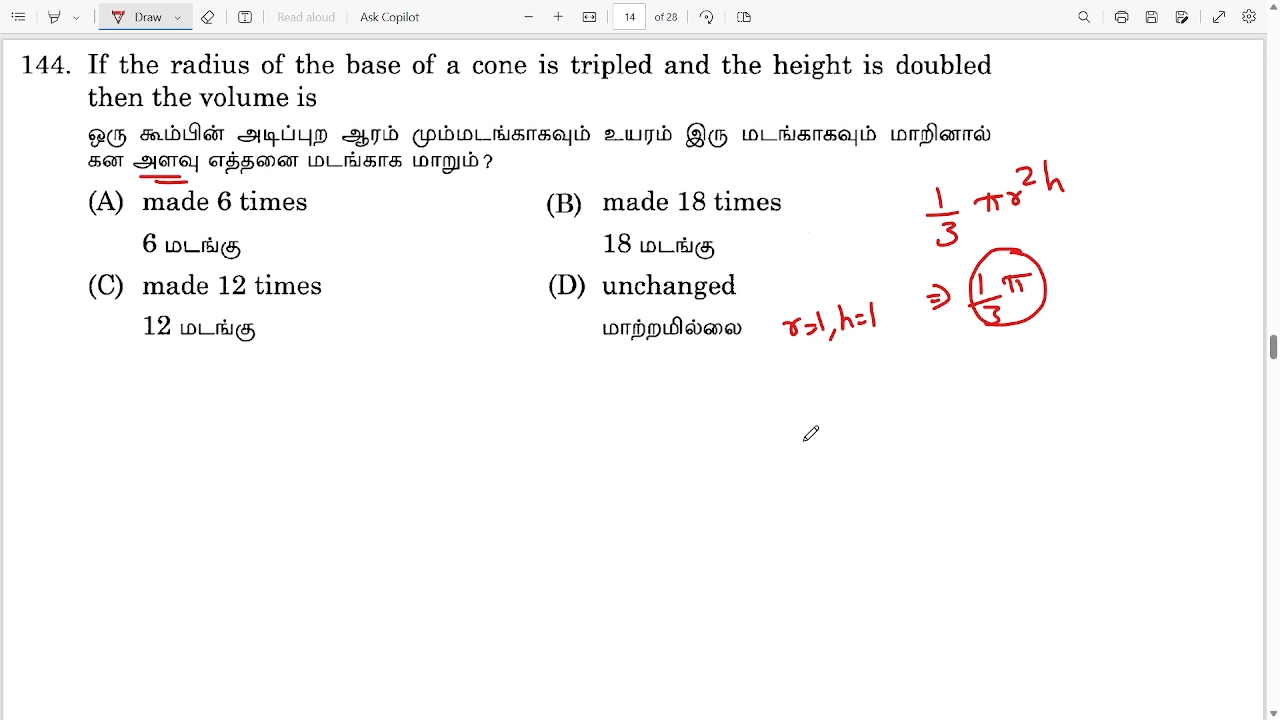 Draw Read aloud Ask Copilot 14 of 28
144. If the radius of the base of a cone is tripled and the height is doubled
then the volume is
ஒரு கூம்பின் அடிப்புற ஆரம் மும்மடங்காகவும் உயரம் இரு மடங்காகவும் மாறினால்
கன அளவு எத்தனை மடங்காக மாறும்?
(A) made 6 times (B) made 18 times
6 மடங்கு 18 மடங்கு
(C) made 12 times (D) unchanged
12 மடங்கு மாற்றமில்லை
1/3 πr²h
r=1, h=1 ⇒ 1/3 π